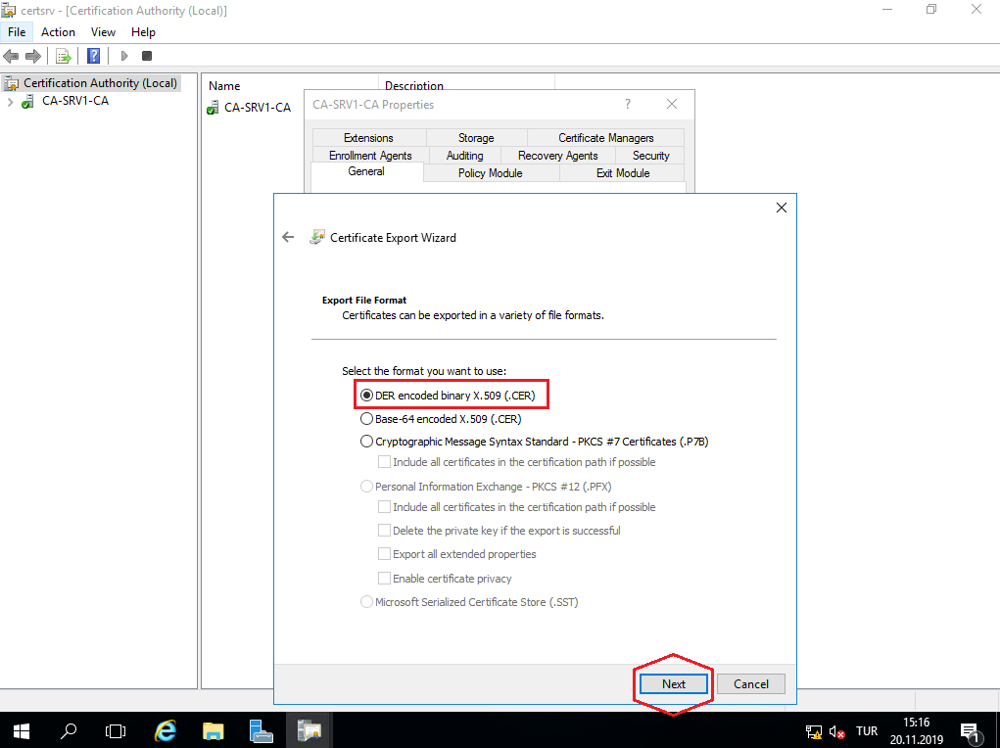 certsrv - [Certification Authority (Local)]
File Action View Help
Certification Authority (Local)
CA-SRV1-CA
Name Description
CA-SRV1-CA
CA-SRV1-CA Properties ?
Extensions Storage Certificate Managers
Enrollment Agents Auditing Recovery Agents Security
General Policy Module Exit Module
Certificate Export Wizard
Export File Format
Certificates can be exported in a variety of file formats.
Select the format you want to use:
DER encoded binary X.509 (.CER)
Base-64 encoded X.509 (.CER)
Cryptographic Message Syntax Standard - PKCS #7 Certificates (.P7B)
Include all certificates in the certification path if possible
Personal Information Exchange - PKCS #12 (.PFX)
Include all certificates in the certification path if possible
Delete the private key if the export is successful
Export all extended properties
Enable certificate privacy
Microsoft Serialized Certificate Store (.SST)
Next Cancel
TUR
15:16
20.11.2019
1